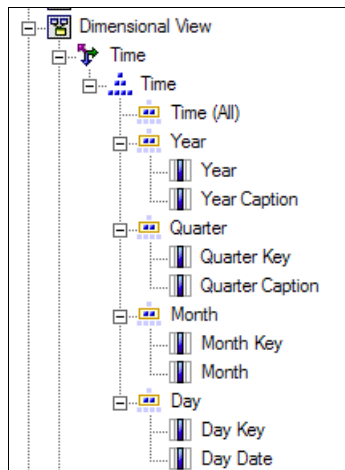 Dimensional View
Time
Time
Time (All)
Year
Year
Year Caption
Quarter
Quarter Key
Quarter Caption
Month
Month Key
Month
Day
Day Key
Day Date